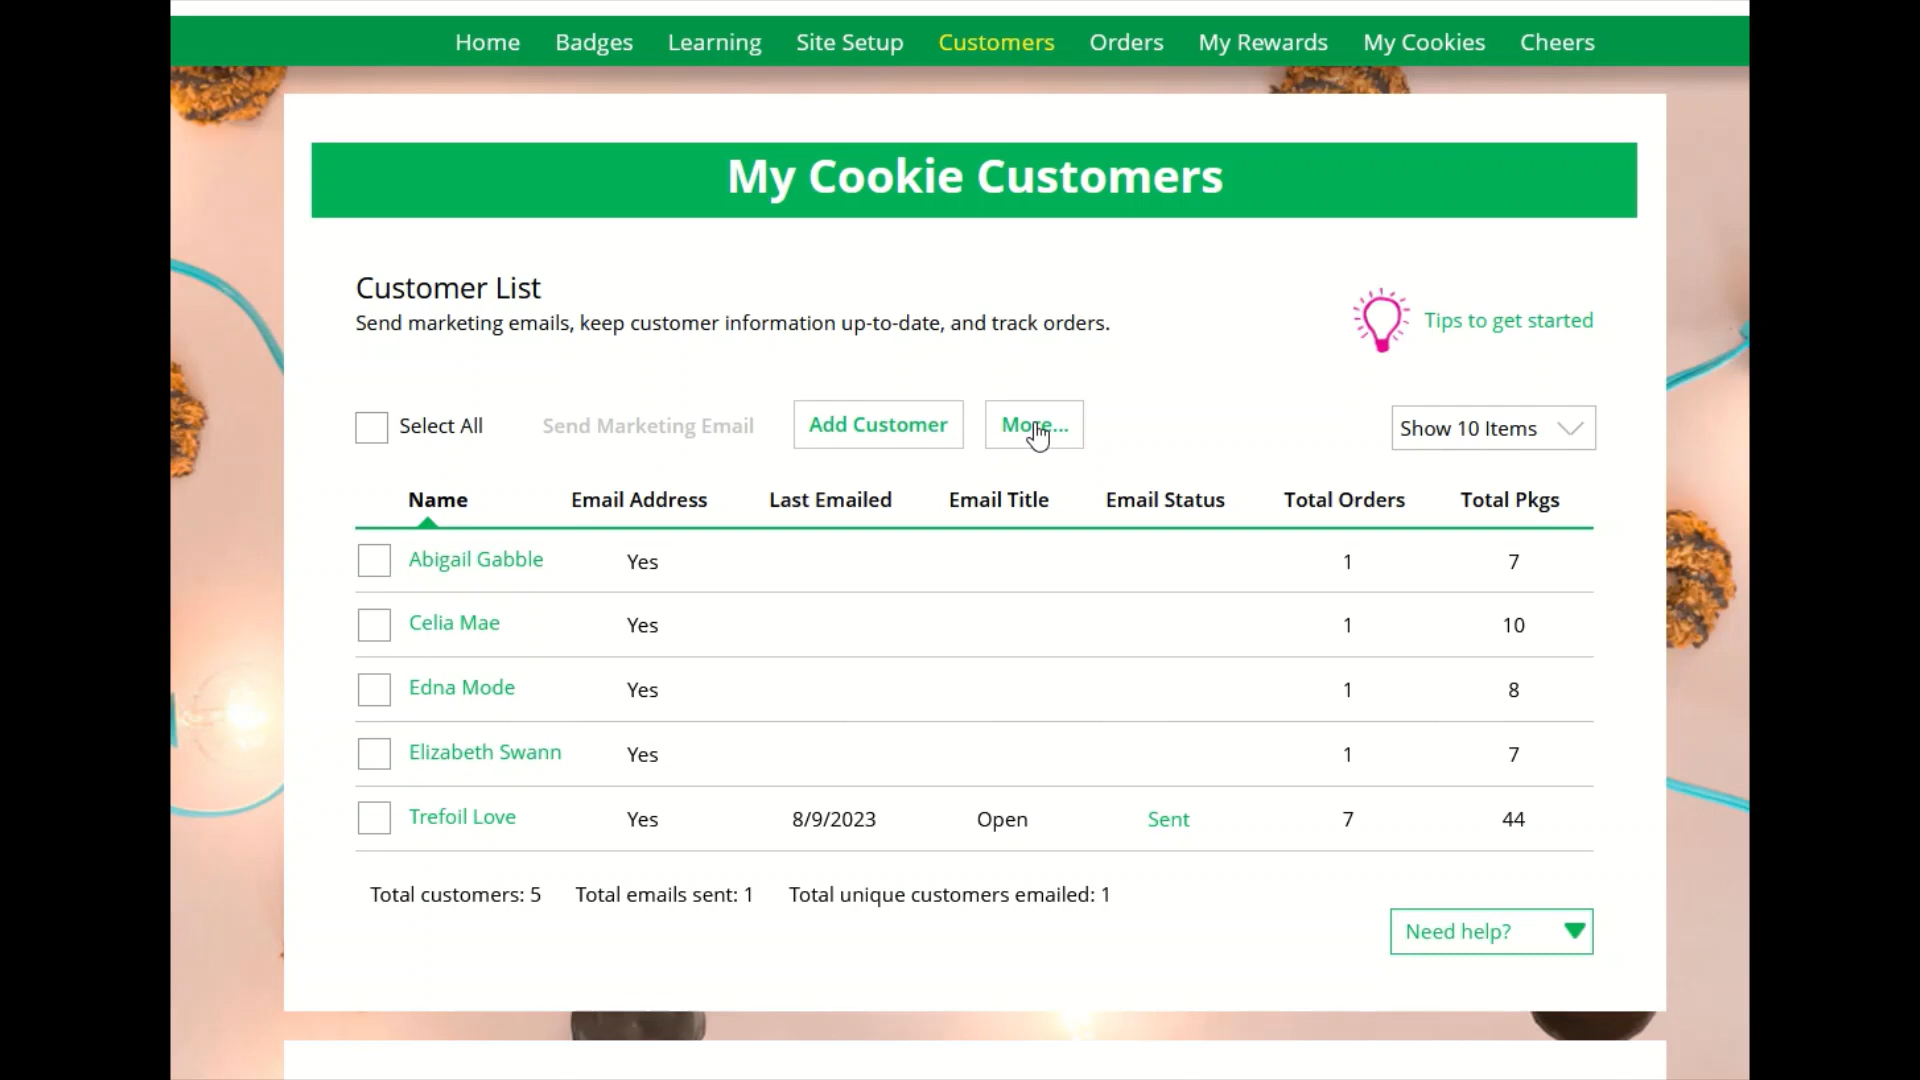 Home Badges Learning Site Setup Customers Orders My Rewards My Cookies Cheers
My Cookie Customers
Customer List
Send marketing emails, keep customer information up-to-date, and track orders.
Tips to get started
Select All Send Marketing Email Add Customer More... Show 10 Items
Name Email Address Last Emailed Email Title Email Status Total Orders Total Pkgs
Abigail Gabble Yes 1 7
Celia Mae Yes 1 10
Edna Mode Yes 1 8
Elizabeth Swann Yes 1 7
Trefoil Love Yes 8/9/2023 Open Sent 7 44
Total customers: 5 Total emails sent: 1 Total unique customers emailed: 1
Need help?